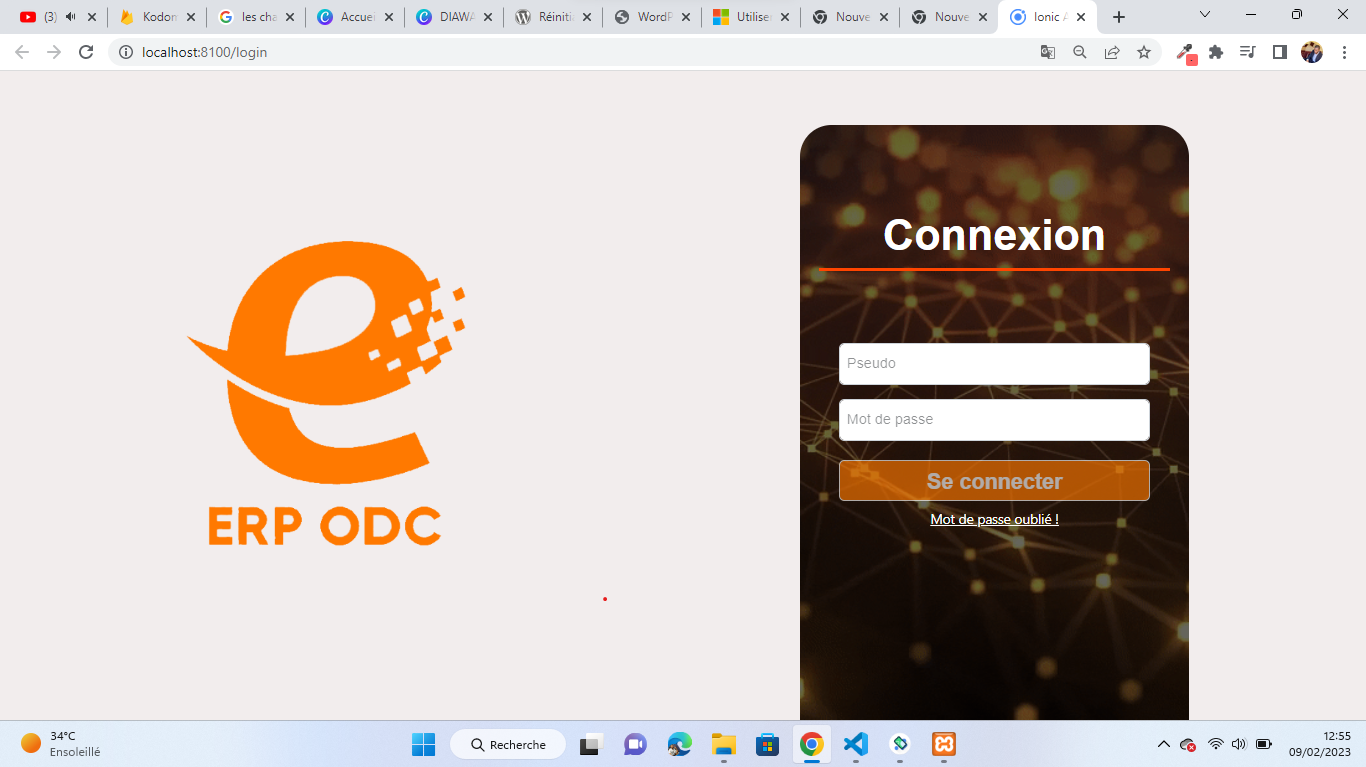 (3)
Kodom
les cha
Accuei
DIAWA
Réiniti
WordP
Utilise
Nouve
Nouve
Ionic A
localhost:8100/login
Connexion
Pseudo
Mot de passe
Se connecter
Mot de passe oublié !
ERP ODC
34°C
Ensoleillé
Recherche
12:55
09/02/2023